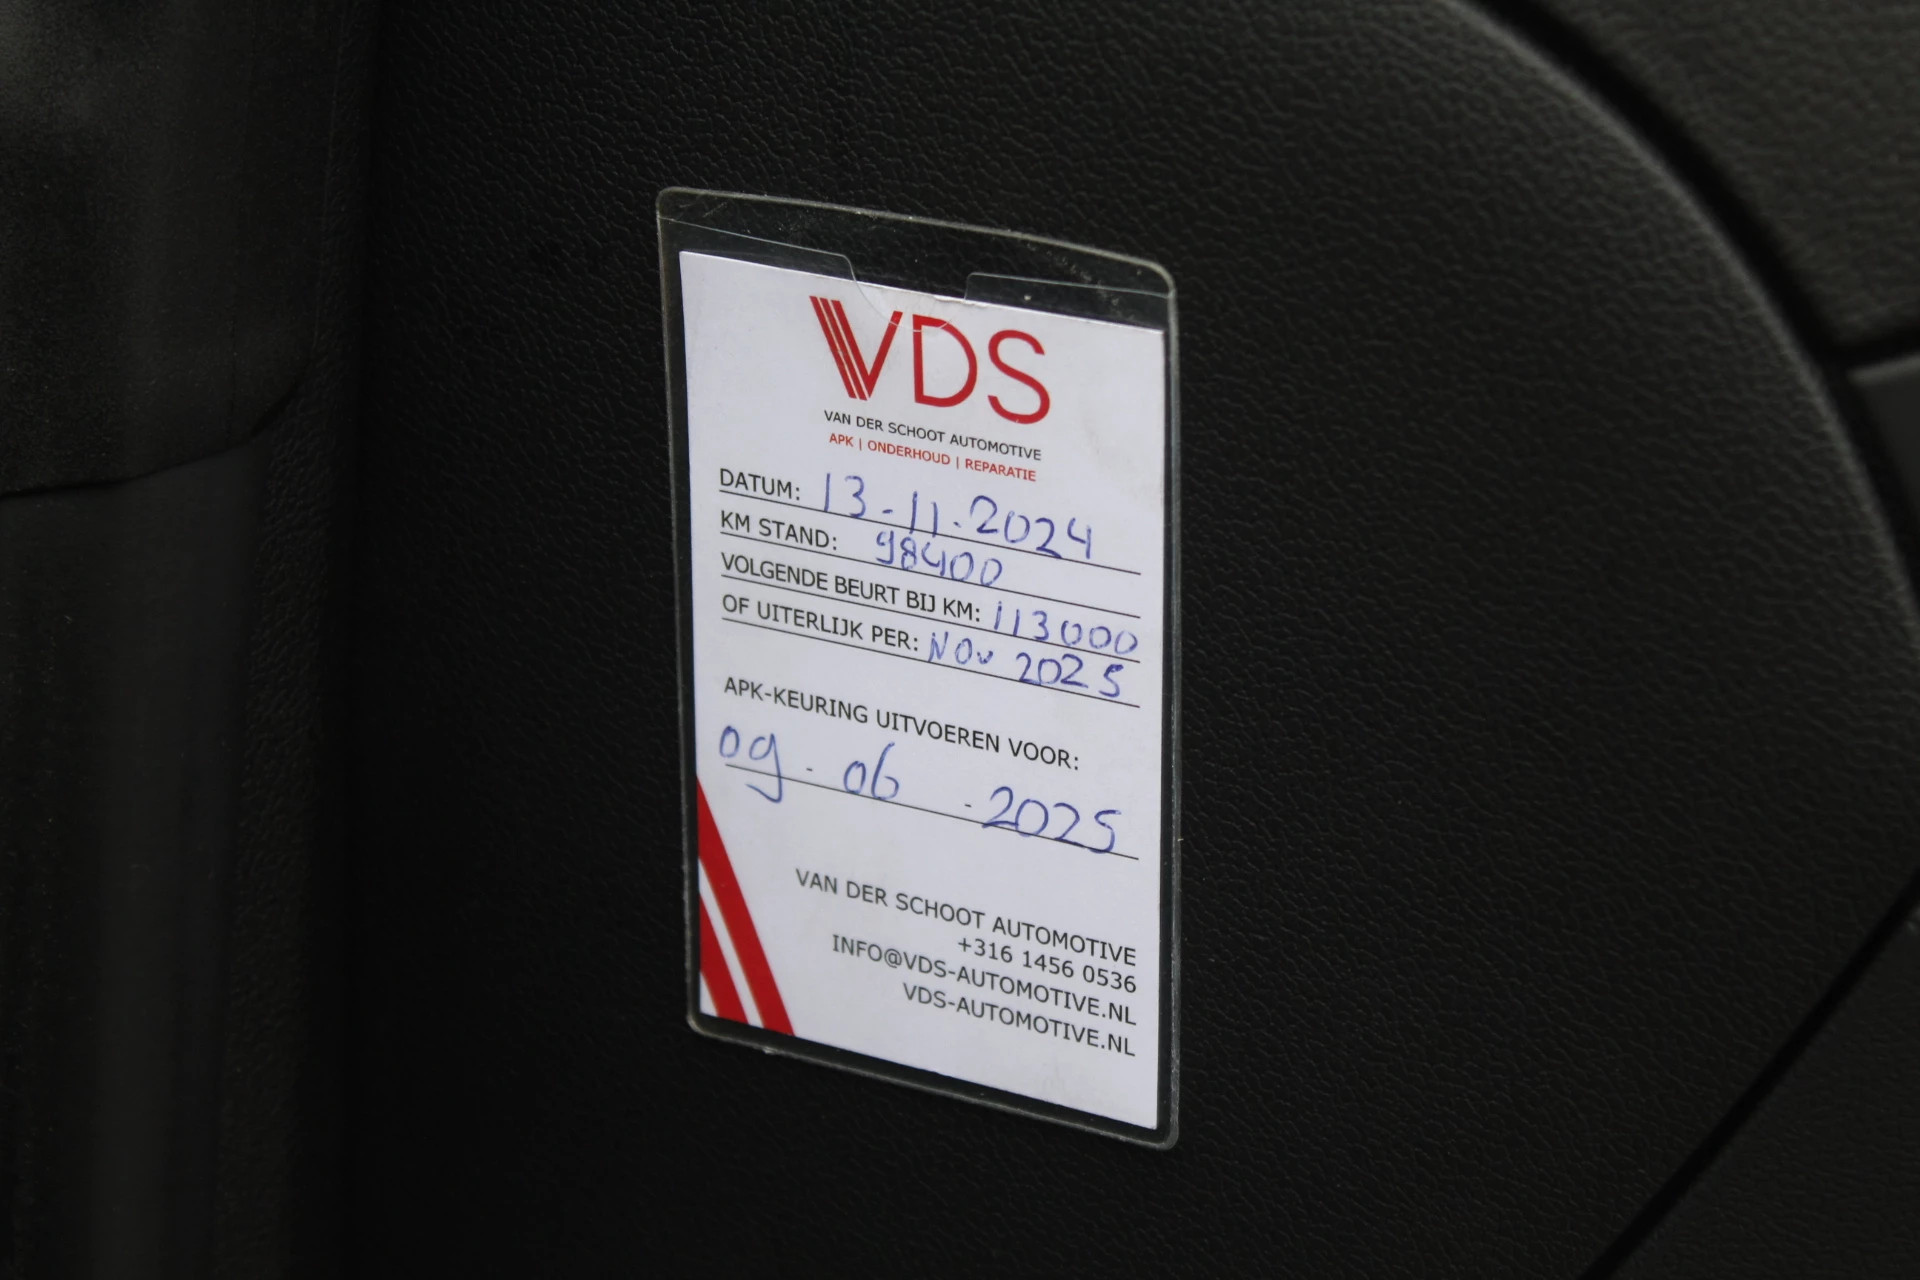 VDS
VAN DER SCHOOT AUTOMOTIVE
APK | ONDERHOUD | REPARATIE
DATUM: 13-11-2024
KM STAND: 98400
VOLGENDE BEURT BIJ KM: 113000
OF UITERLIJK PER: NOV 2025
APK-KEURING UITVOEREN VOOR:
09-06-2025
VAN DER SCHOOT AUTOMOTIVE
+316 1456 0536
INFO@VDS-AUTOMOTIVE.NL
VDS-AUTOMOTIVE.NL